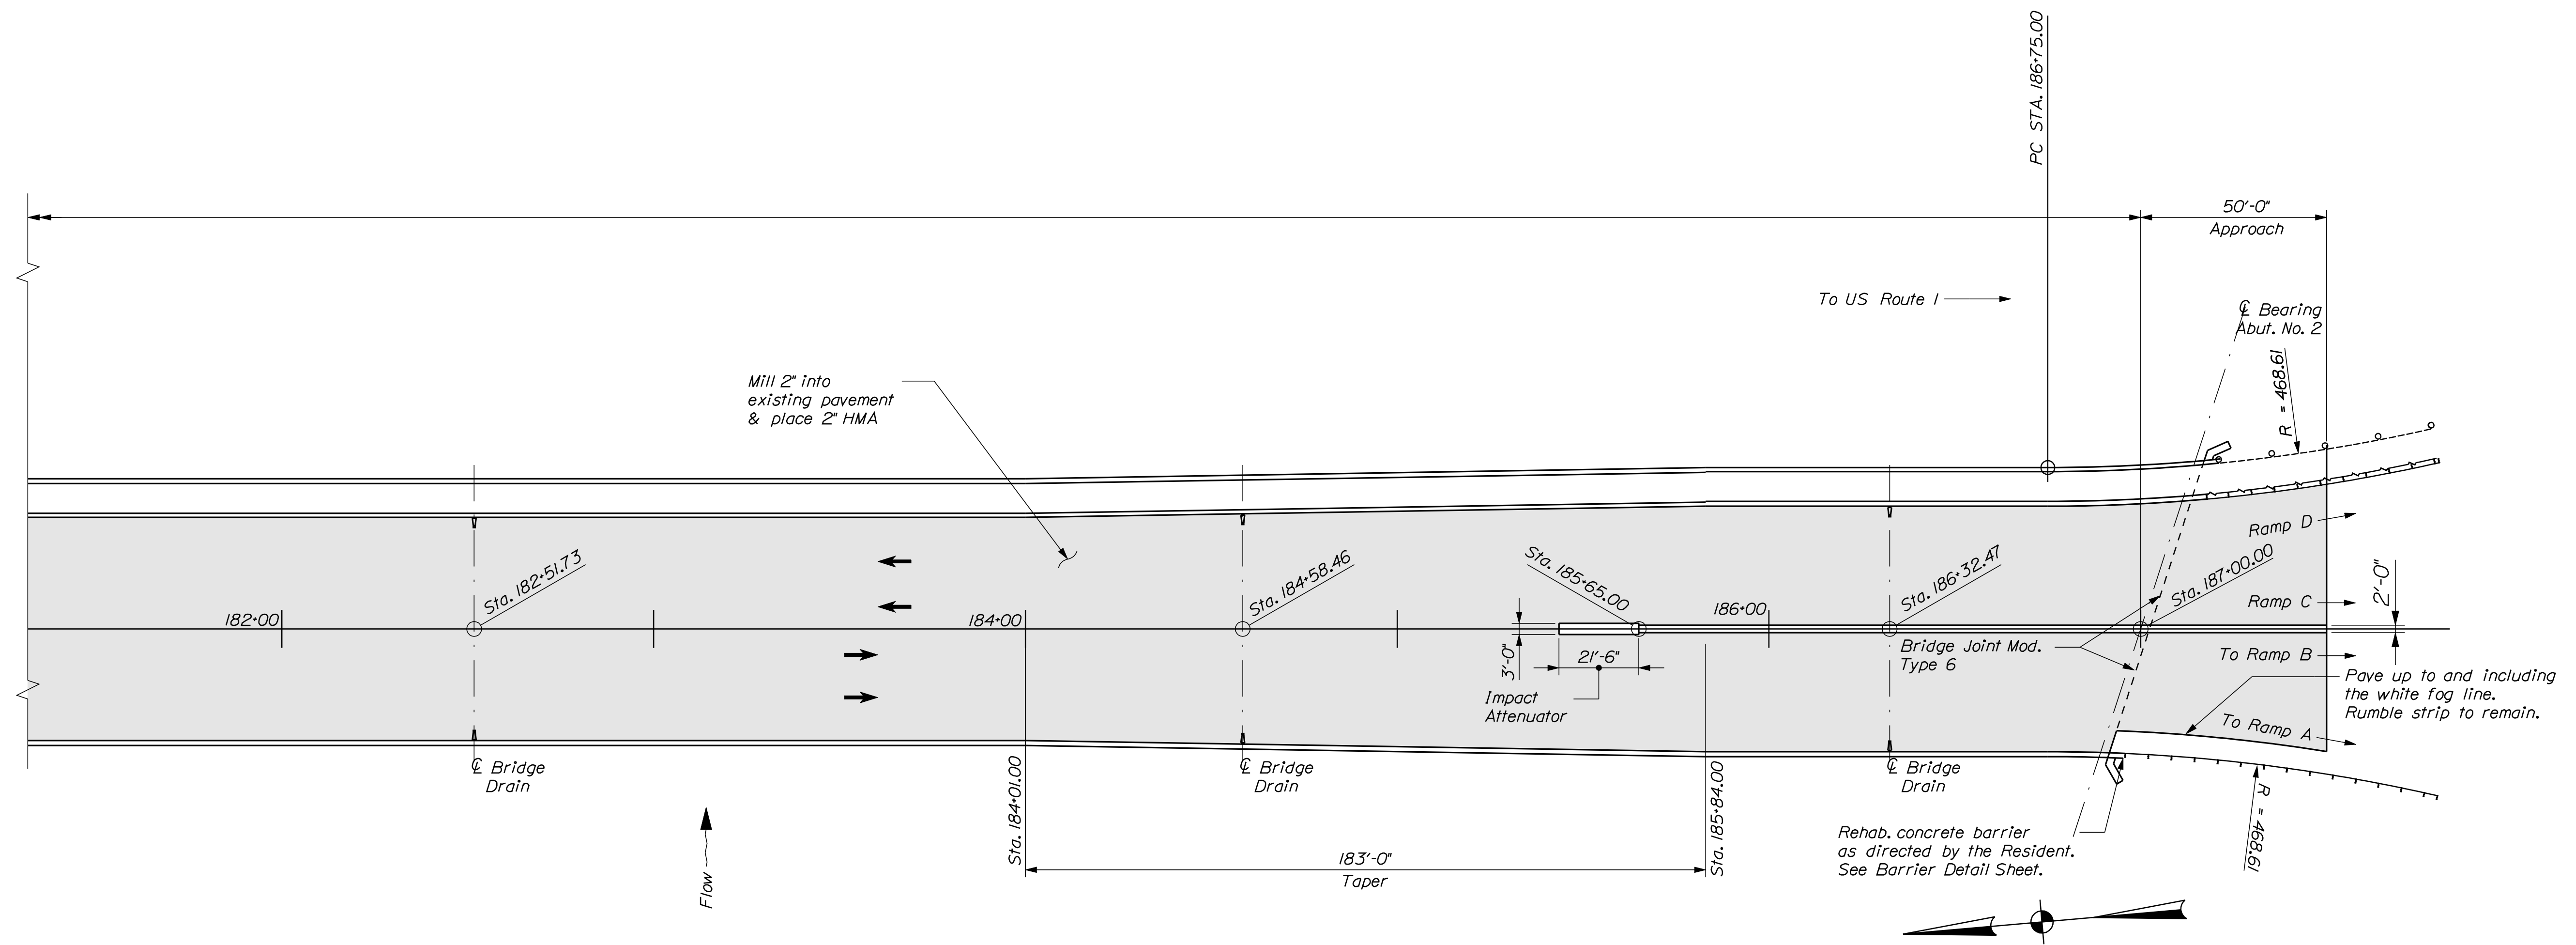 PC STA. 186+75.00
50'-0"
Approach
To US Route 1
℄ Bearing
Abut. No. 2
R = 468.61
Mill 2" into
existing pavement
& place 2" HMA
Ramp D
Sta. 182+51.73
Sta. 184+58.46
Sta. 185+65.00
Sta. 186+32.47
Sta. 187+00.00
2'-0"
Ramp C
182+00
184+00
186+00
3'-0"
21'-6"
Impact
Attenuator
Bridge Joint Mod.
Type 6
To Ramp B
Pave up to and including
the white fog line.
Rumble strip to remain.
To Ramp A
℄ Bridge
Drain
℄ Bridge
Drain
℄ Bridge
Drain
Sta. 184+01.00
Sta. 185+84.00
R = 468.61
Flow
183'-0"
Taper
Rehab. concrete barrier
as directed by the Resident.
See Barrier Detail Sheet.